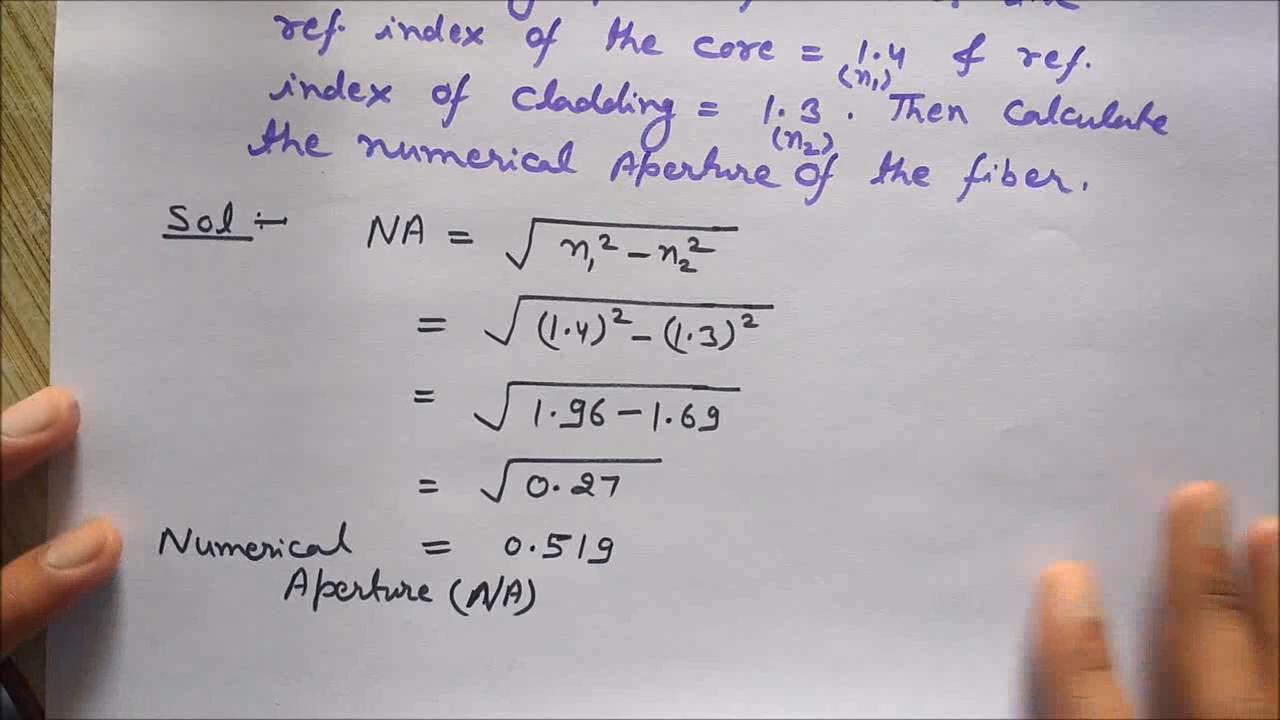 ref. index of the core = 1.4 & ref.
(n₁)
index of cladding = 1.3 . Then calculate
(n₂)
the numerical Aperture of the fiber.
Sol :- NA = √(n₁² - n₂²)
= √((1.4)² - (1.3)²)
= √(1.96 - 1.69)
= √0.27
Numerical = 0.519
Aperture (NA)